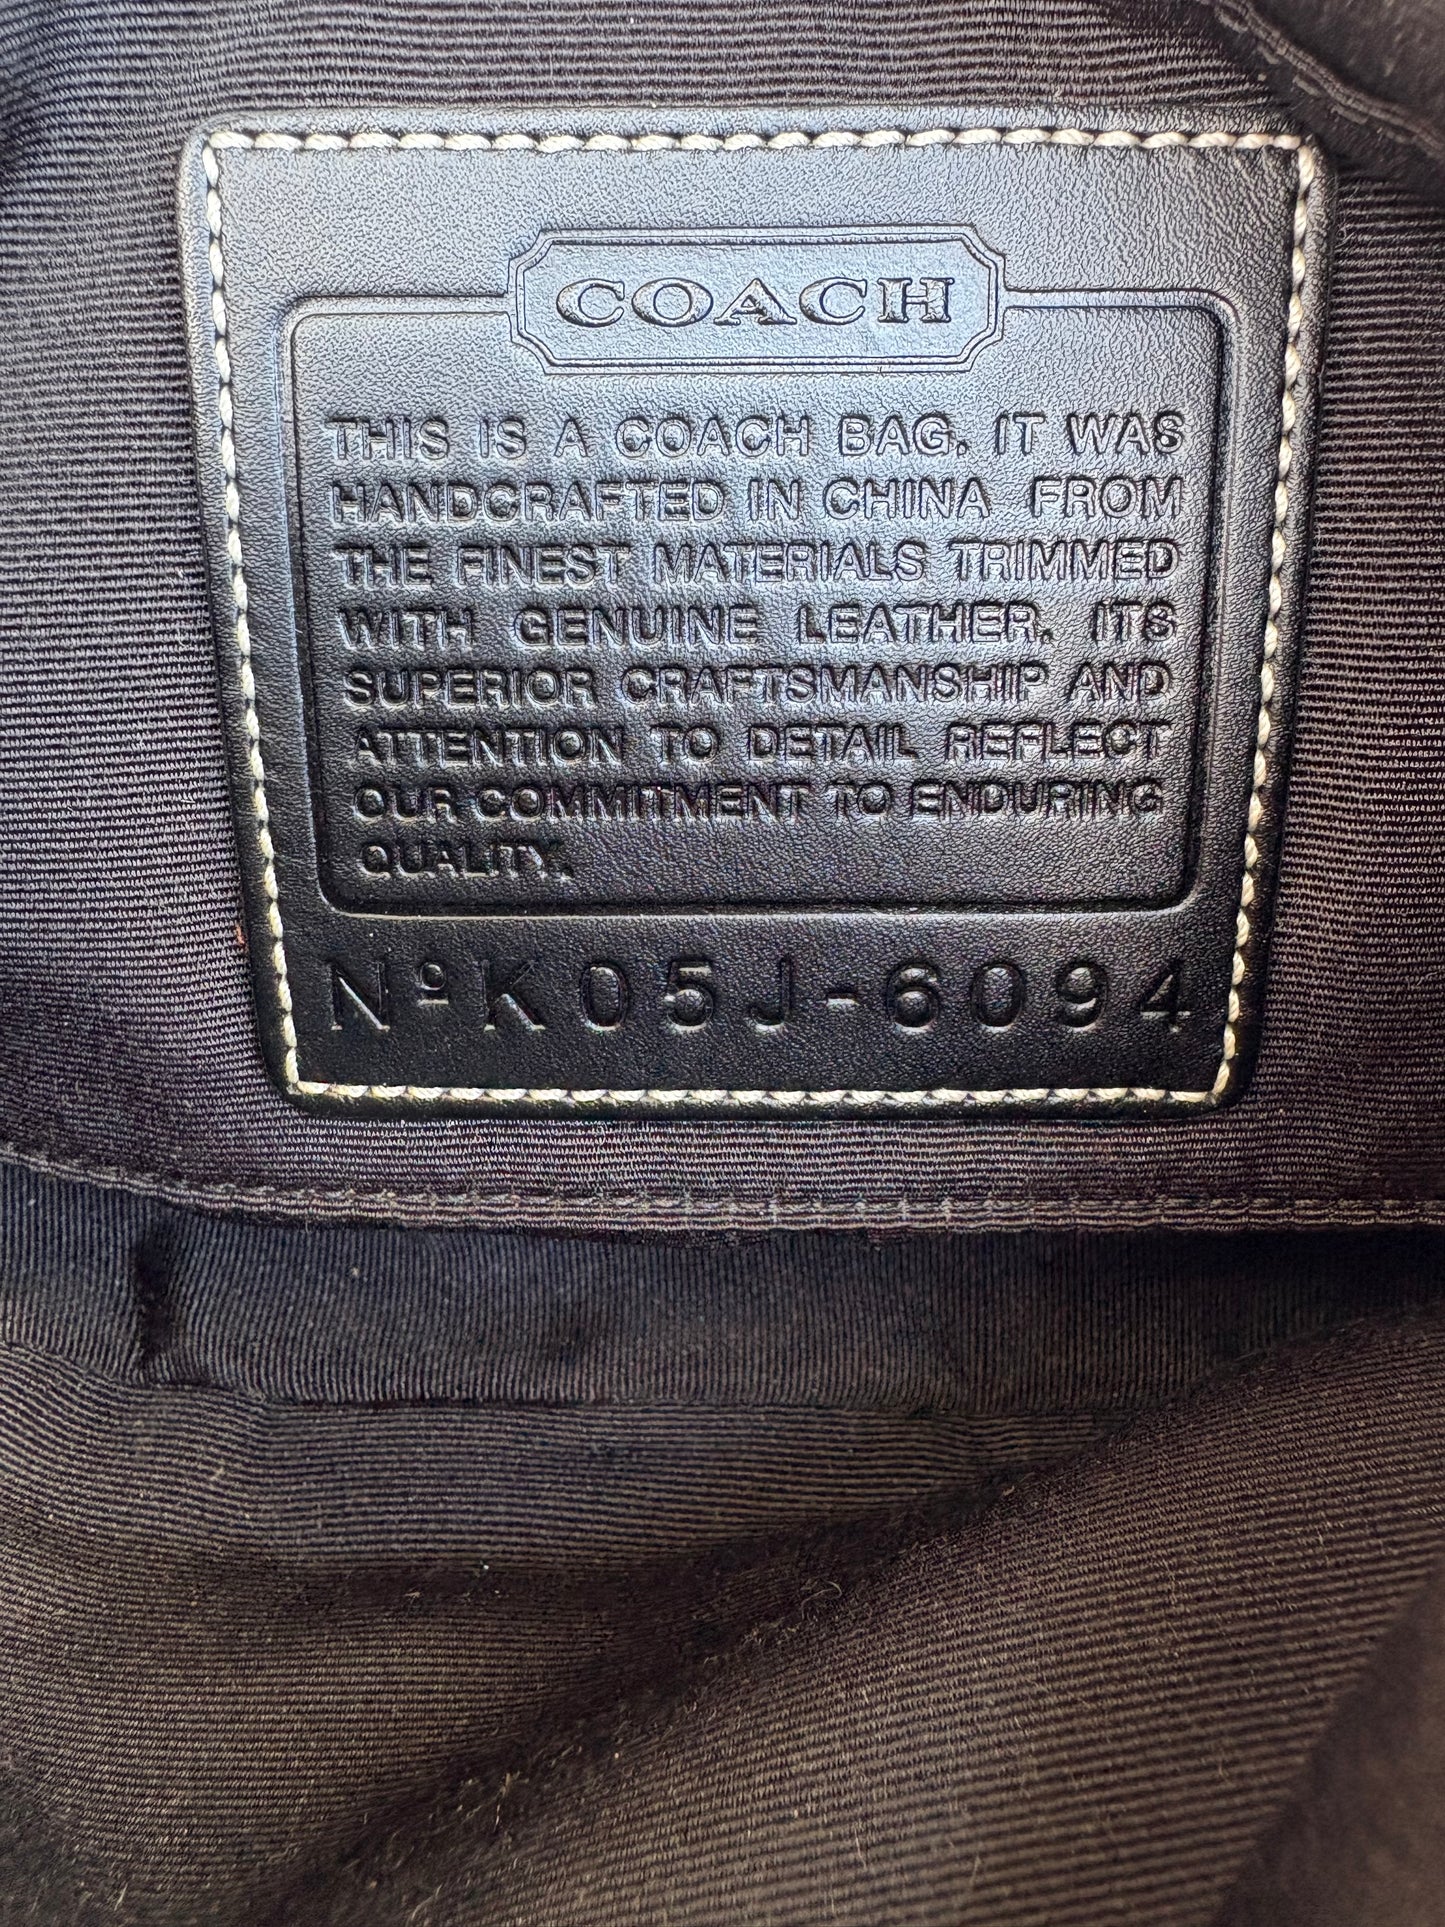 COACH
THIS IS A COACH BAG. IT WAS
HANDCRAFTED IN CHINA FROM
THE FINEST MATERIALS TRIMMED
WITH GENUINE LEATHER. ITS
SUPERIOR CRAFTSMANSHIP AND
ATTENTION TO DETAIL REFLECT
OUR COMMITMENT TO ENDURING
QUALITY.
Nº K05J-6094